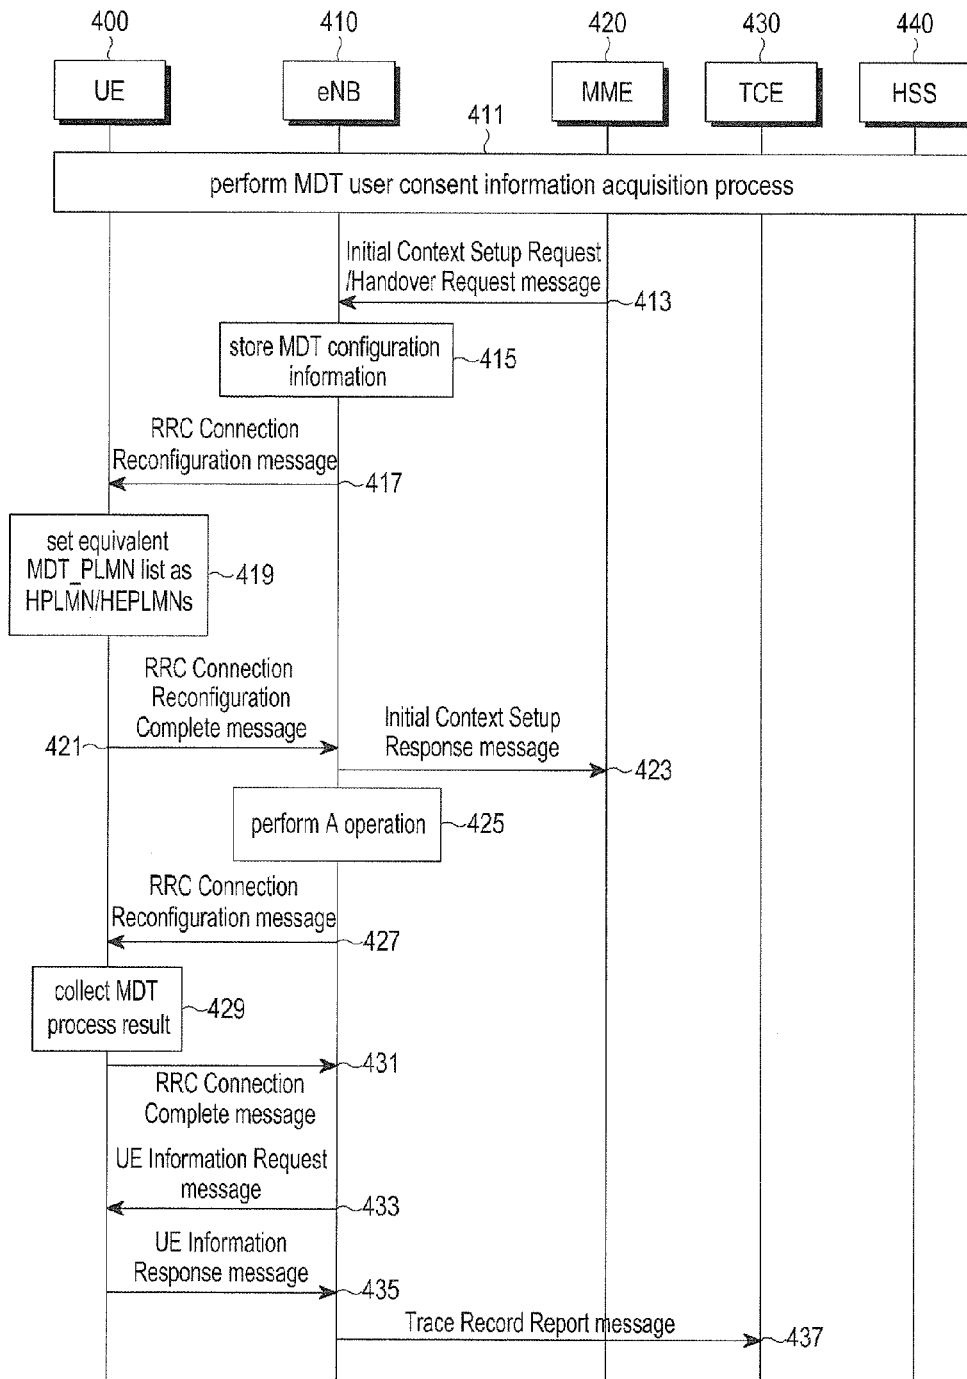 400
410
420
430
440
UE
eNB
MME
TCE
HSS
411
perform MDT user consent information acquisition process
Initial Context Setup Request
/Handover Request message
413
store MDT configuration
information
415
RRC Connection
Reconfiguration message
417
set equivalent
MDT_PLMN list as
HPLMN/HEPLMNs
419
RRC Connection
Reconfiguration
Complete message
421
Initial Context Setup
Response message
423
perform A operation
425
RRC Connection
Reconfiguration message
427
collect MDT
process result
429
431
RRC Connection
Complete message
UE Information Request
message
433
UE Information
Response message
435
Trace Record Report message
437